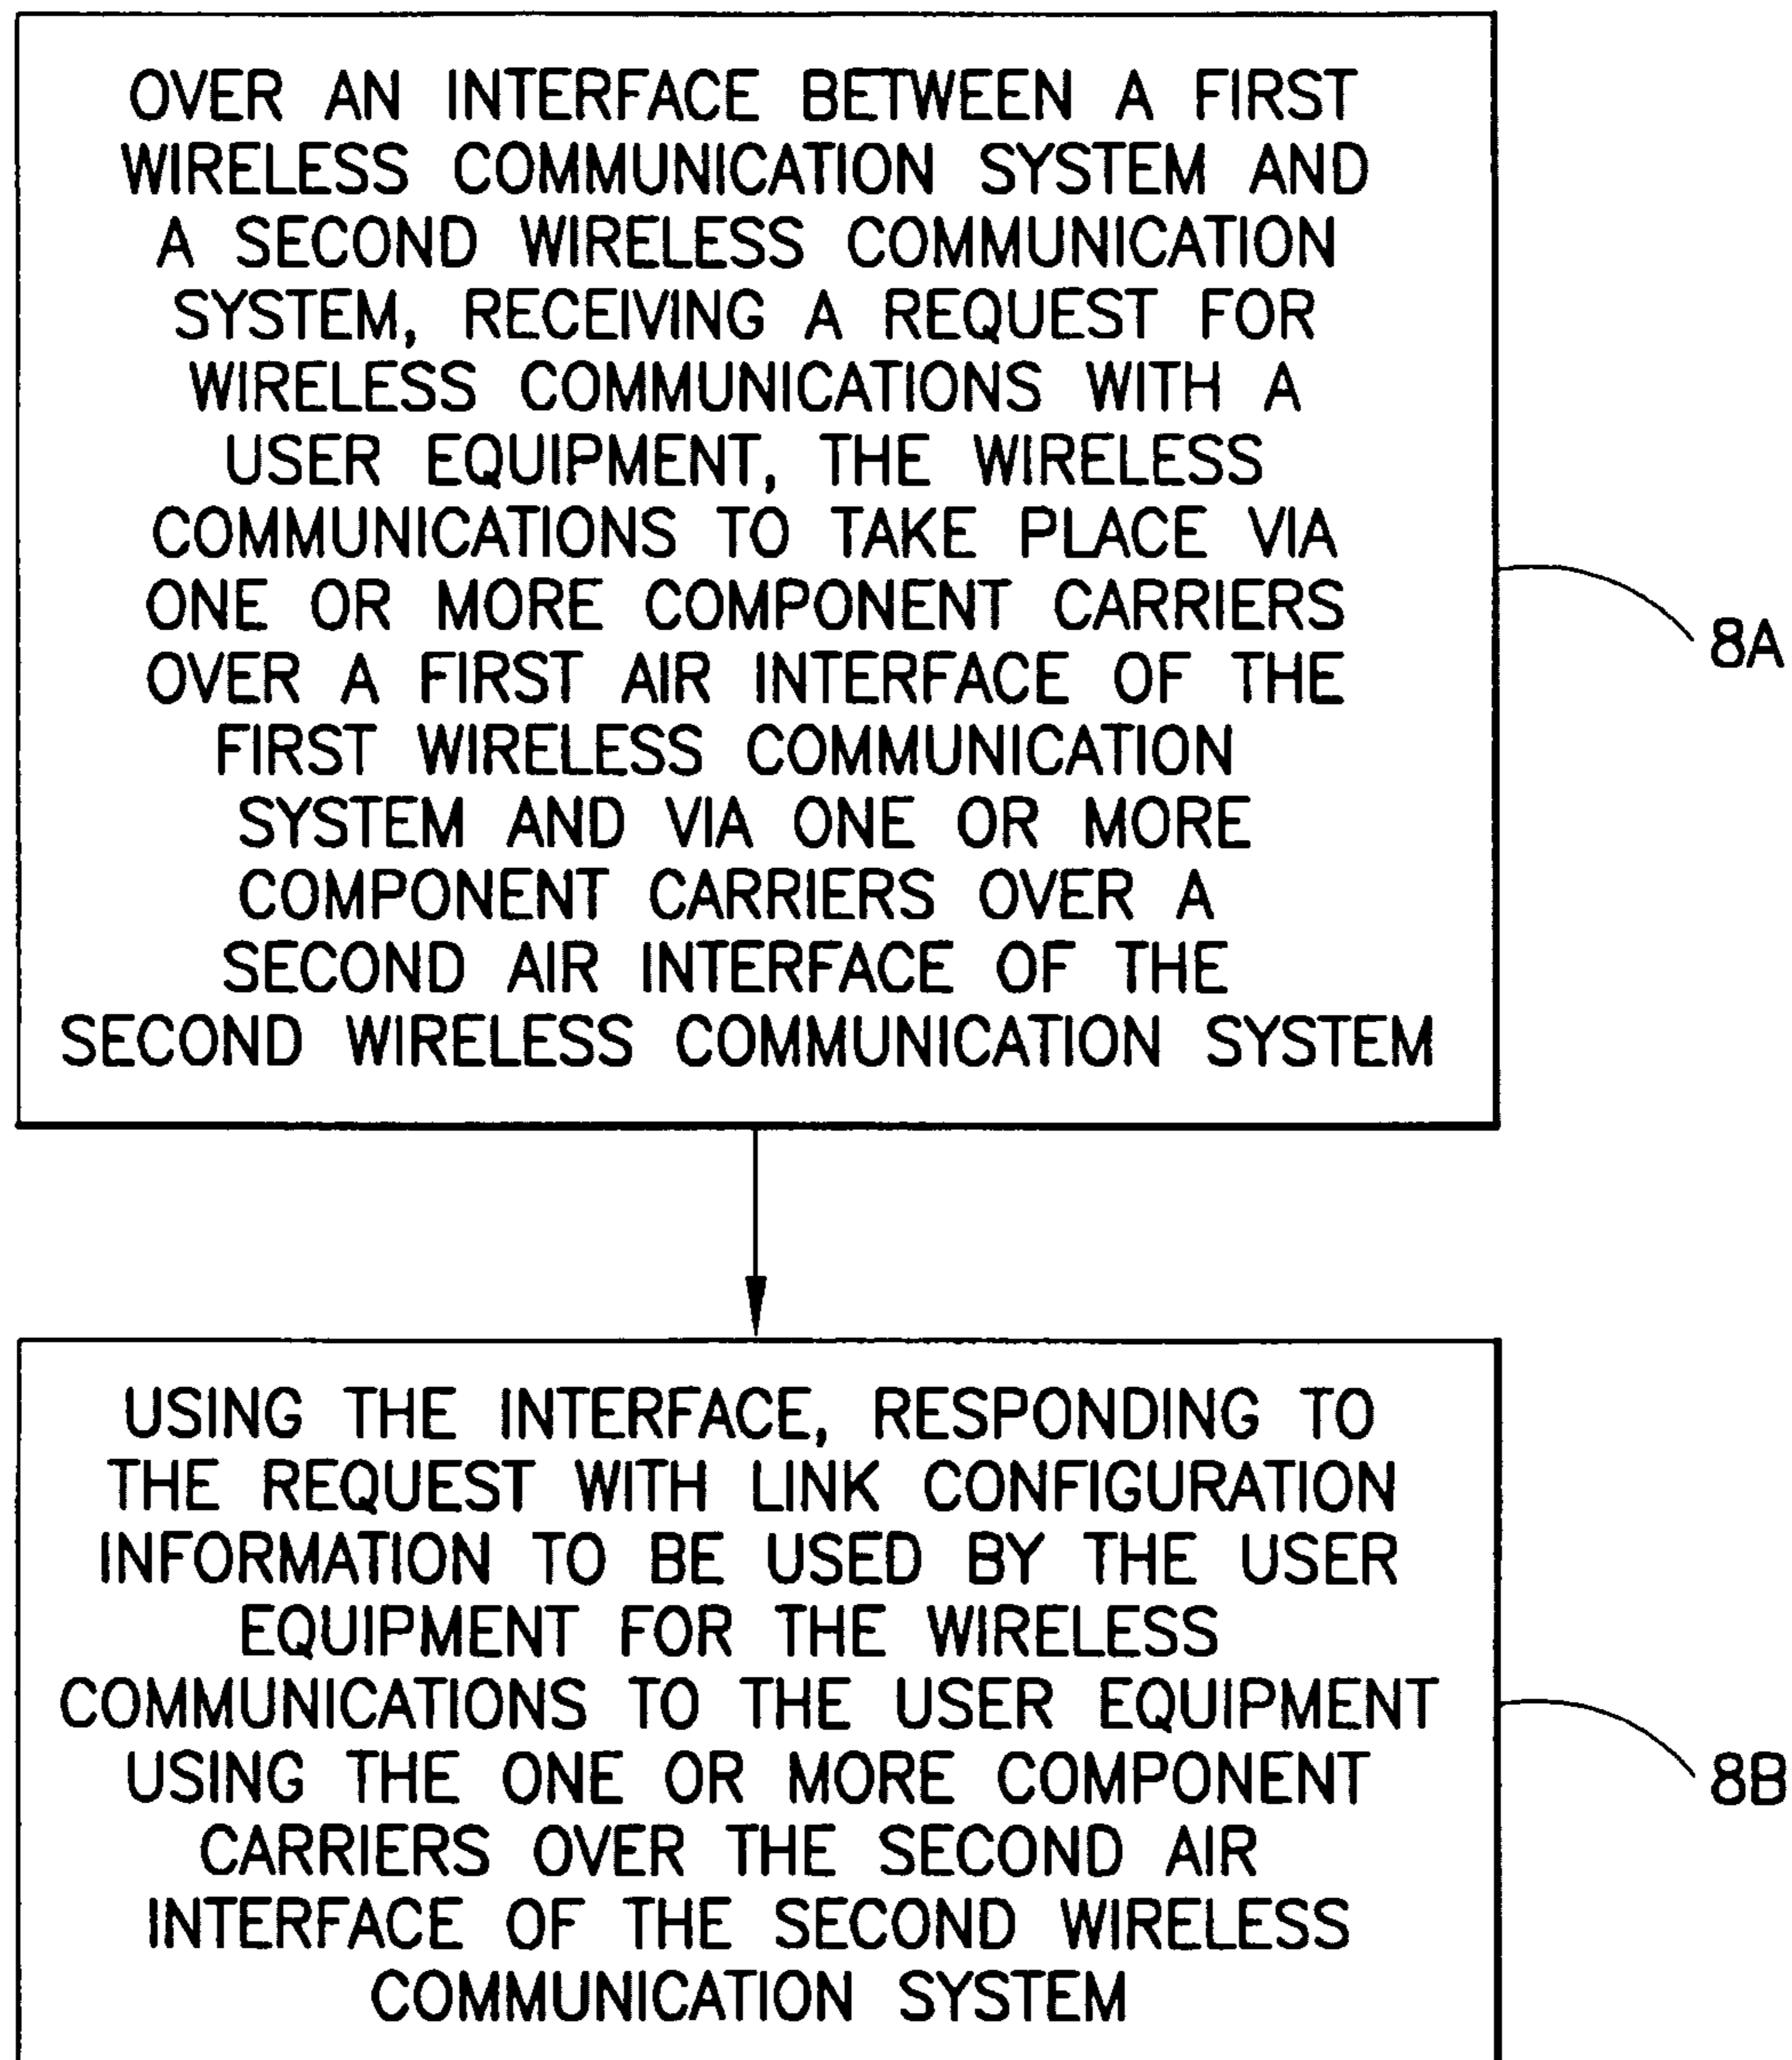 OVER AN INTERFACE BETWEEN A FIRST
WIRELESS COMMUNICATION SYSTEM AND
A SECOND WIRELESS COMMUNICATION
SYSTEM, RECEIVING A REQUEST FOR
WIRELESS COMMUNICATIONS WITH A
USER EQUIPMENT, THE WIRELESS
COMMUNICATIONS TO TAKE PLACE VIA
ONE OR MORE COMPONENT CARRIERS
OVER A FIRST AIR INTERFACE OF THE
FIRST WIRELESS COMMUNICATION
SYSTEM AND VIA ONE OR MORE
COMPONENT CARRIERS OVER A
SECOND AIR INTERFACE OF THE
SECOND WIRELESS COMMUNICATION SYSTEM
8A
USING THE INTERFACE, RESPONDING TO
THE REQUEST WITH LINK CONFIGURATION
INFORMATION TO BE USED BY THE USER
EQUIPMENT FOR THE WIRELESS
COMMUNICATIONS TO THE USER EQUIPMENT
USING THE ONE OR MORE COMPONENT
CARRIERS OVER THE SECOND AIR
INTERFACE OF THE SECOND WIRELESS
COMMUNICATION SYSTEM
8B